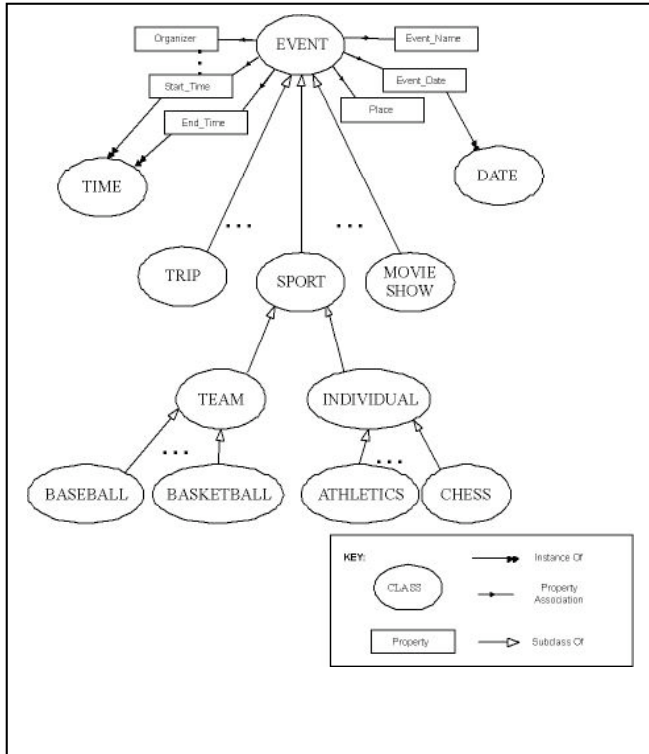 Organizer
EVENT
Event_Name
Start_Time
Event_Date
End_Time
Place
TIME
DATE
TRIP
SPORT
MOVIE
SHOW
TEAM
INDIVIDUAL
BASEBALL
BASKETBALL
ATHLETICS
CHESS
KEY:
Instance Of
CLASS
Property
Association
Property
Subclass Of